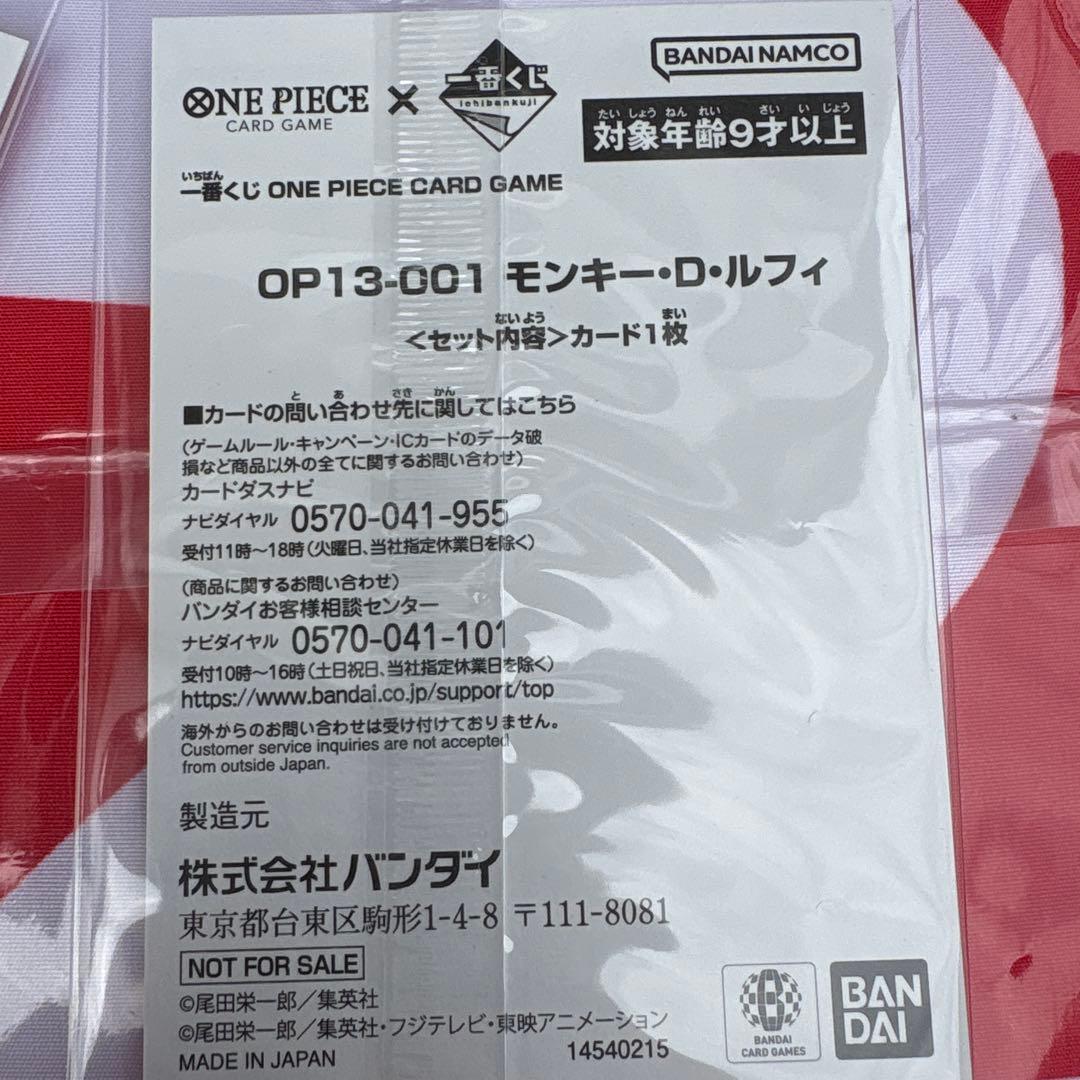 ONE PIECE
CARD GAME
×
一番くじ
ichibankuji
BANDAI NAMCO
たいしょうねんれい さいいじょう
対象年齢9才以上
いちばん
一番くじ ONE PIECE CARD GAME
OP13-001 モンキー・D・ルフィ
ないよう まい
<セット内容>カード1枚
と あ さき かん
■カードの問い合わせ先に関してはこちら
(ゲームルール・キャンペーン・ICカードのデータ破
損など商品以外の全てに関するお問い合わせ)
カードダスナビ
ナビダイヤル 0570-041-955
受付11時～18時(火曜日、当社指定休業日を除く)
(商品に関するお問い合わせ)
バンダイお客様相談センター
ナビダイヤル 0570-041-101
受付10時～16時(土日祝日、当社指定休業日を除く)
https://www.bandai.co.jp/support/top
海外からのお問い合わせは受け付けておりません。
Customer service inquiries are not accepted
from outside Japan.
製造元
株式会社バンダイ
東京都台東区駒形1-4-8 〒111-8081
NOT FOR SALE
©尾田栄一郎／集英社
©尾田栄一郎／集英社・フジテレビ・東映アニメーション
MADE IN JAPAN
14540215
B
BANDAI
CARD GAMES
BAN
DAI